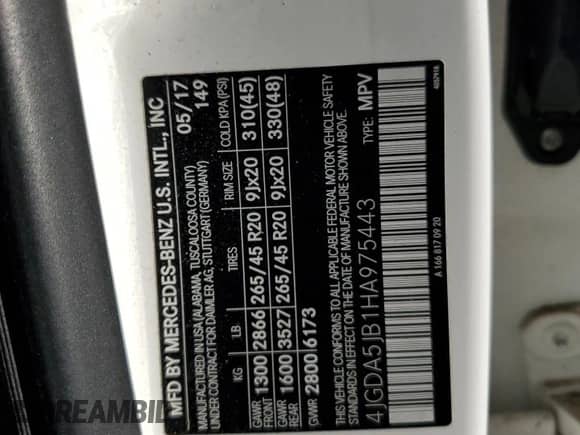 MFD BY MERCEDES-BENZ U.S. INTL., INC
MADE IN USA (ALABAMA, TUSCALOOSA COUNTY) 05/17
UNDER CONTRACT FOR DAIMLER AG, STUTTGART (GERMANY) 149
KG LB TIRES RIM SIZE COLD KPA (PSI)
GAWR FRONT 1300 2866 265/45 R20 9Jx20 310(45)
GAWR REAR 1600 3527 265/45 R20 9Jx20 330(48)
GVWR 2800 6173
THIS VEHICLE CONFORMS TO ALL APPLICABLE FEDERAL MOTOR VEHICLE SAFETY
STANDARDS IN EFFECT ON THE DATE OF MANUFACTURE SHOWN ABOVE.
4JGDA5JB1HA975443 TYPE: MPV
A 166 817 09 20